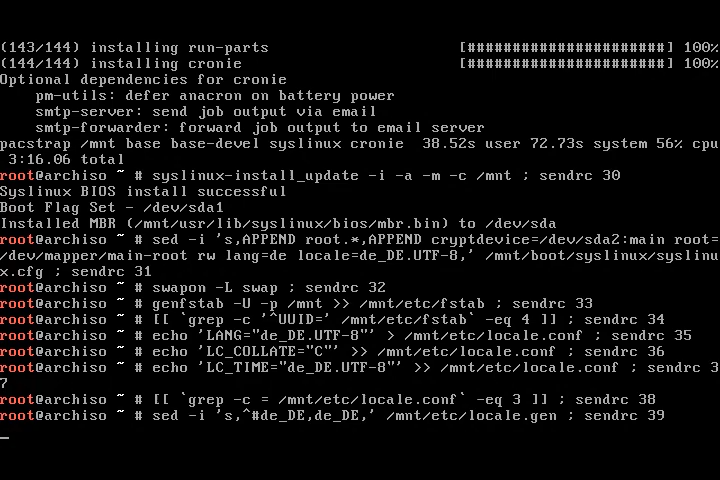 (143/144) installing run-parts [######################] 100%
(144/144) installing cronie [######################] 100%
Optional dependencies for cronie
    pm-utils: defer anacron on battery power
    smtp-server: send job output via email
    smtp-forwarder: forward job output to email server
pacstrap /mnt base base-devel syslinux cronie  38.52s user 72.73s system 56% cpu
 3:16.06 total
root@archiso ~ # syslinux-install_update -i -a -m -c /mnt ; sendrc 30
Syslinux BIOS install successful
Boot Flag Set - /dev/sda1
Installed MBR (/mnt/usr/lib/syslinux/bios/mbr.bin) to /dev/sda
root@archiso ~ # sed -i 's,APPEND root.*,APPEND cryptdevice=/dev/sda2:main root=
/dev/mapper/main-root rw lang=de locale=de_DE.UTF-8,' /mnt/boot/syslinux/syslinu
x.cfg ; sendrc 31
root@archiso ~ # swapon -L swap ; sendrc 32
root@archiso ~ # genfstab -U -p /mnt >> /mnt/etc/fstab ; sendrc 33
root@archiso ~ # [[ `grep -c '^UUID=' /mnt/etc/fstab` -eq 4 ]] ; sendrc 34
root@archiso ~ # echo 'LANG="de_DE.UTF-8"' > /mnt/etc/locale.conf ; sendrc 35
root@archiso ~ # echo 'LC_COLLATE="C"' >> /mnt/etc/locale.conf ; sendrc 36
root@archiso ~ # echo 'LC_TIME="de_DE.UTF-8"' >> /mnt/etc/locale.conf ; sendrc 3
7
root@archiso ~ # [[ `grep -c = /mnt/etc/locale.conf` -eq 3 ]] ; sendrc 38
root@archiso ~ # sed -i 's,^#de_DE,de_DE,' /mnt/etc/locale.gen ; sendrc 39